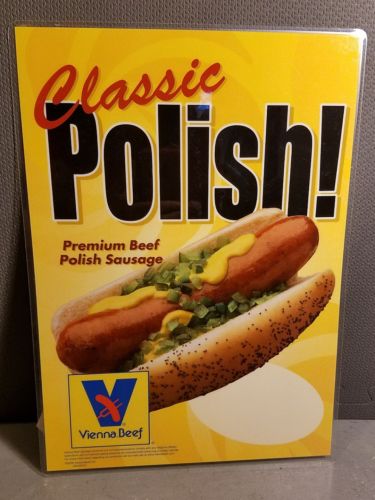 Classic
Polish!
Premium Beef
Polish Sausage
Vienna Beef